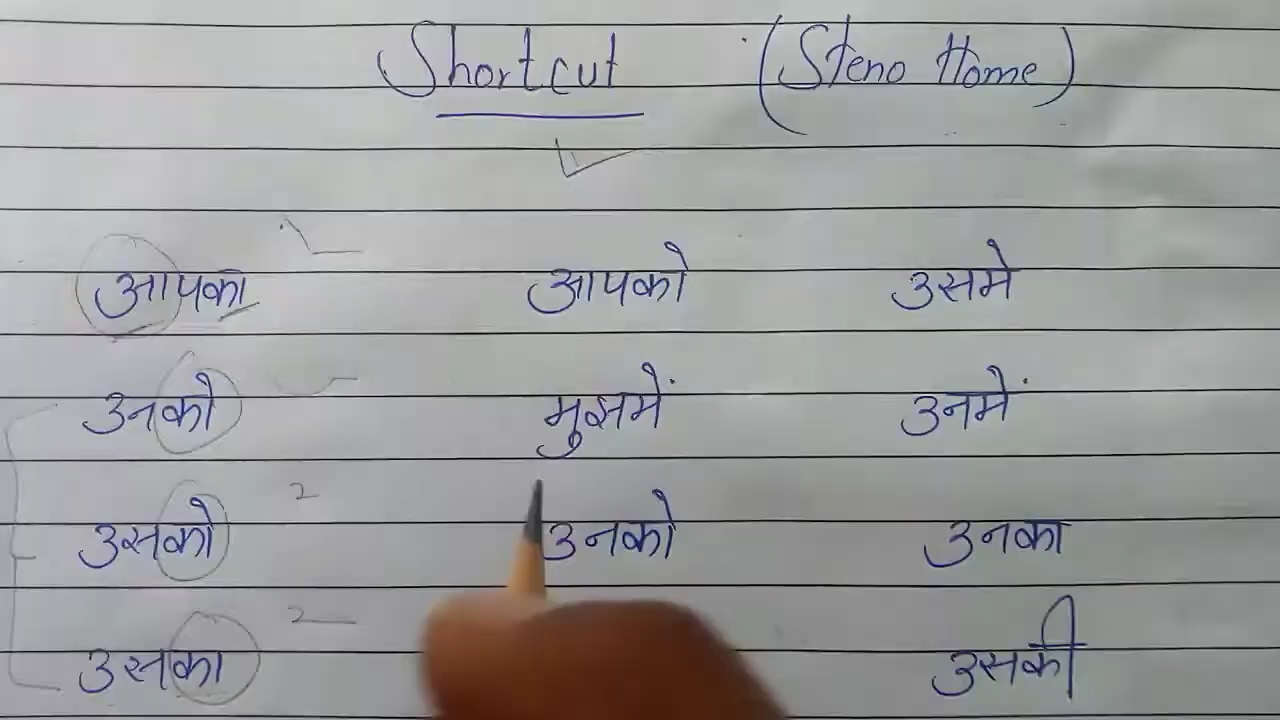 Shortcut (Steno Home)
आपका आपको उसमे
उनको मुझमें उनमें
उसको उनको उनका
उसका उसकी